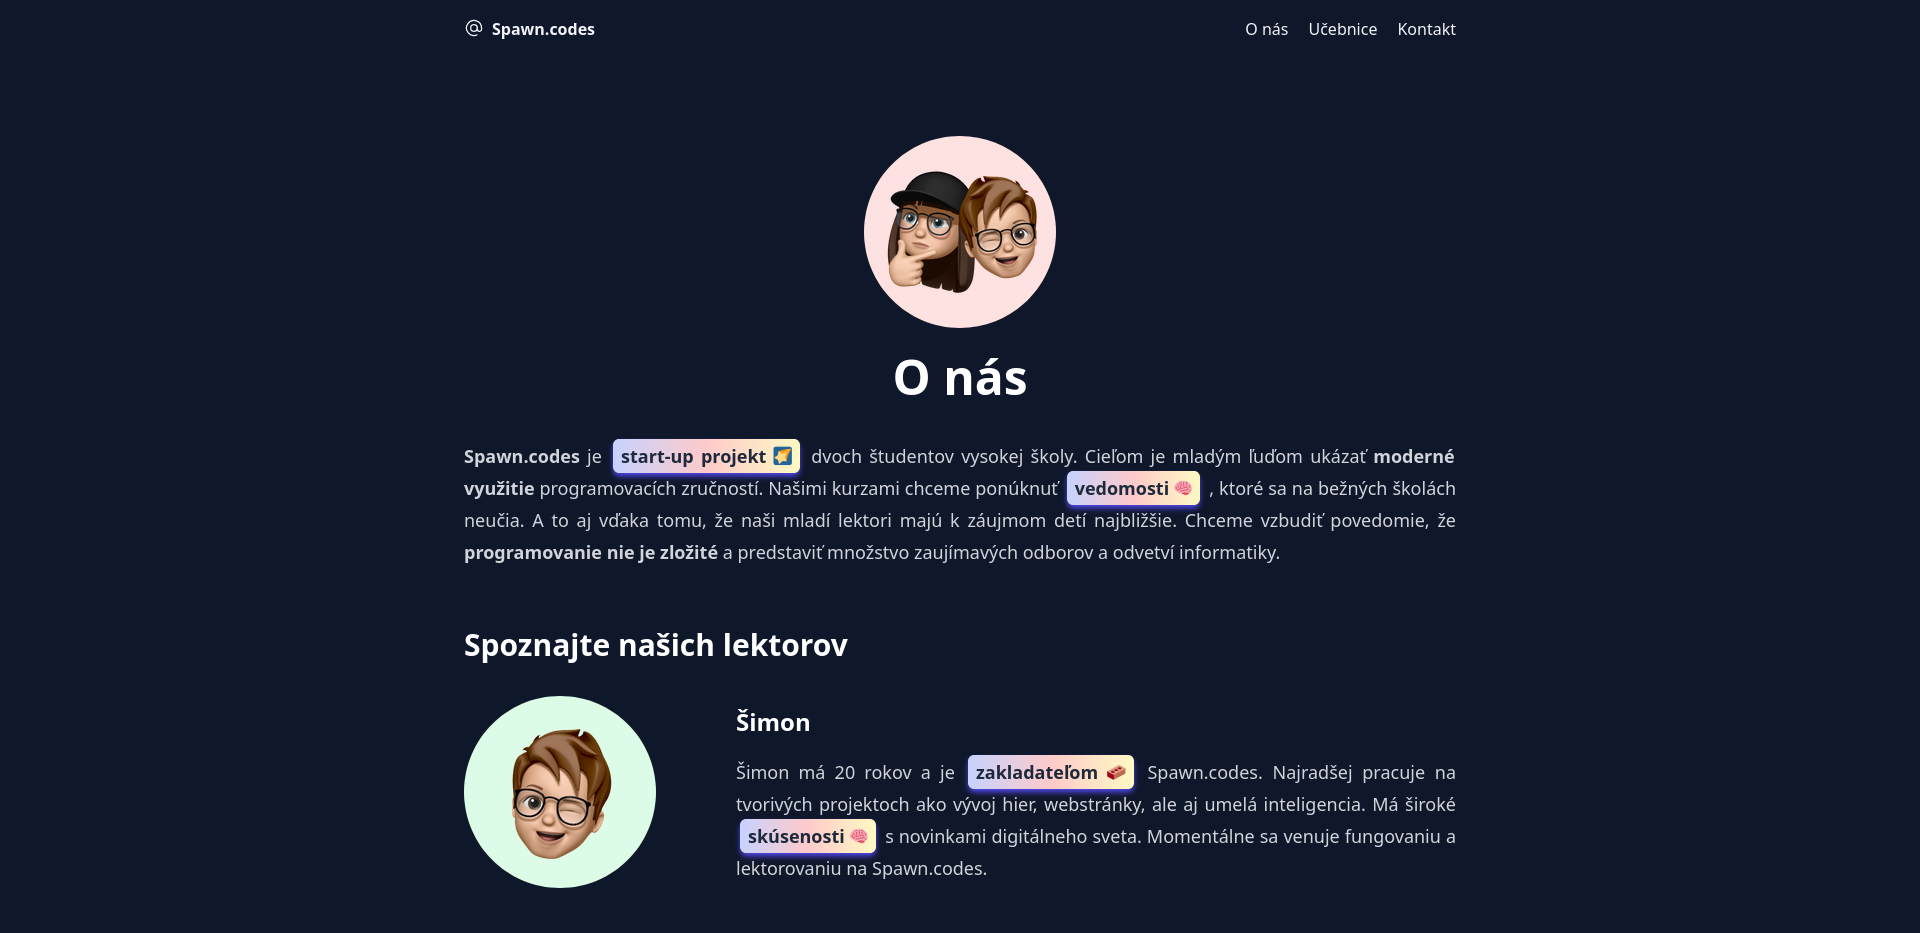 Spawn.codes
O nás Učebnice Kontakt
O nás
Spawn.codes je start-up projekt dvoch študentov vysokej školy. Cieľom je mladým ľuďom ukázať moderné
využitie programovacích zručností. Našimi kurzami chceme ponúknuť vedomosti 🧠 , ktoré sa na bežných školách
neučia. A to aj vďaka tomu, že naši mladí lektori majú k záujmom detí najbližšie. Chceme vzbudiť povedomie, že
programovanie nie je zložité a predstaviť množstvo zaujímavých odborov a odvetví informatiky.
Spoznajte našich lektorov
Šimon
Šimon má 20 rokov a je zakladateľom 🧱 Spawn.codes. Najradšej pracuje na
tvorivých projektoch ako vývoj hier, webstránky, ale aj umelá inteligencia. Má široké
skúsenosti 🧠 s novinkami digitálneho sveta. Momentálne sa venuje fungovaniu a
lektorovaniu na Spawn.codes.